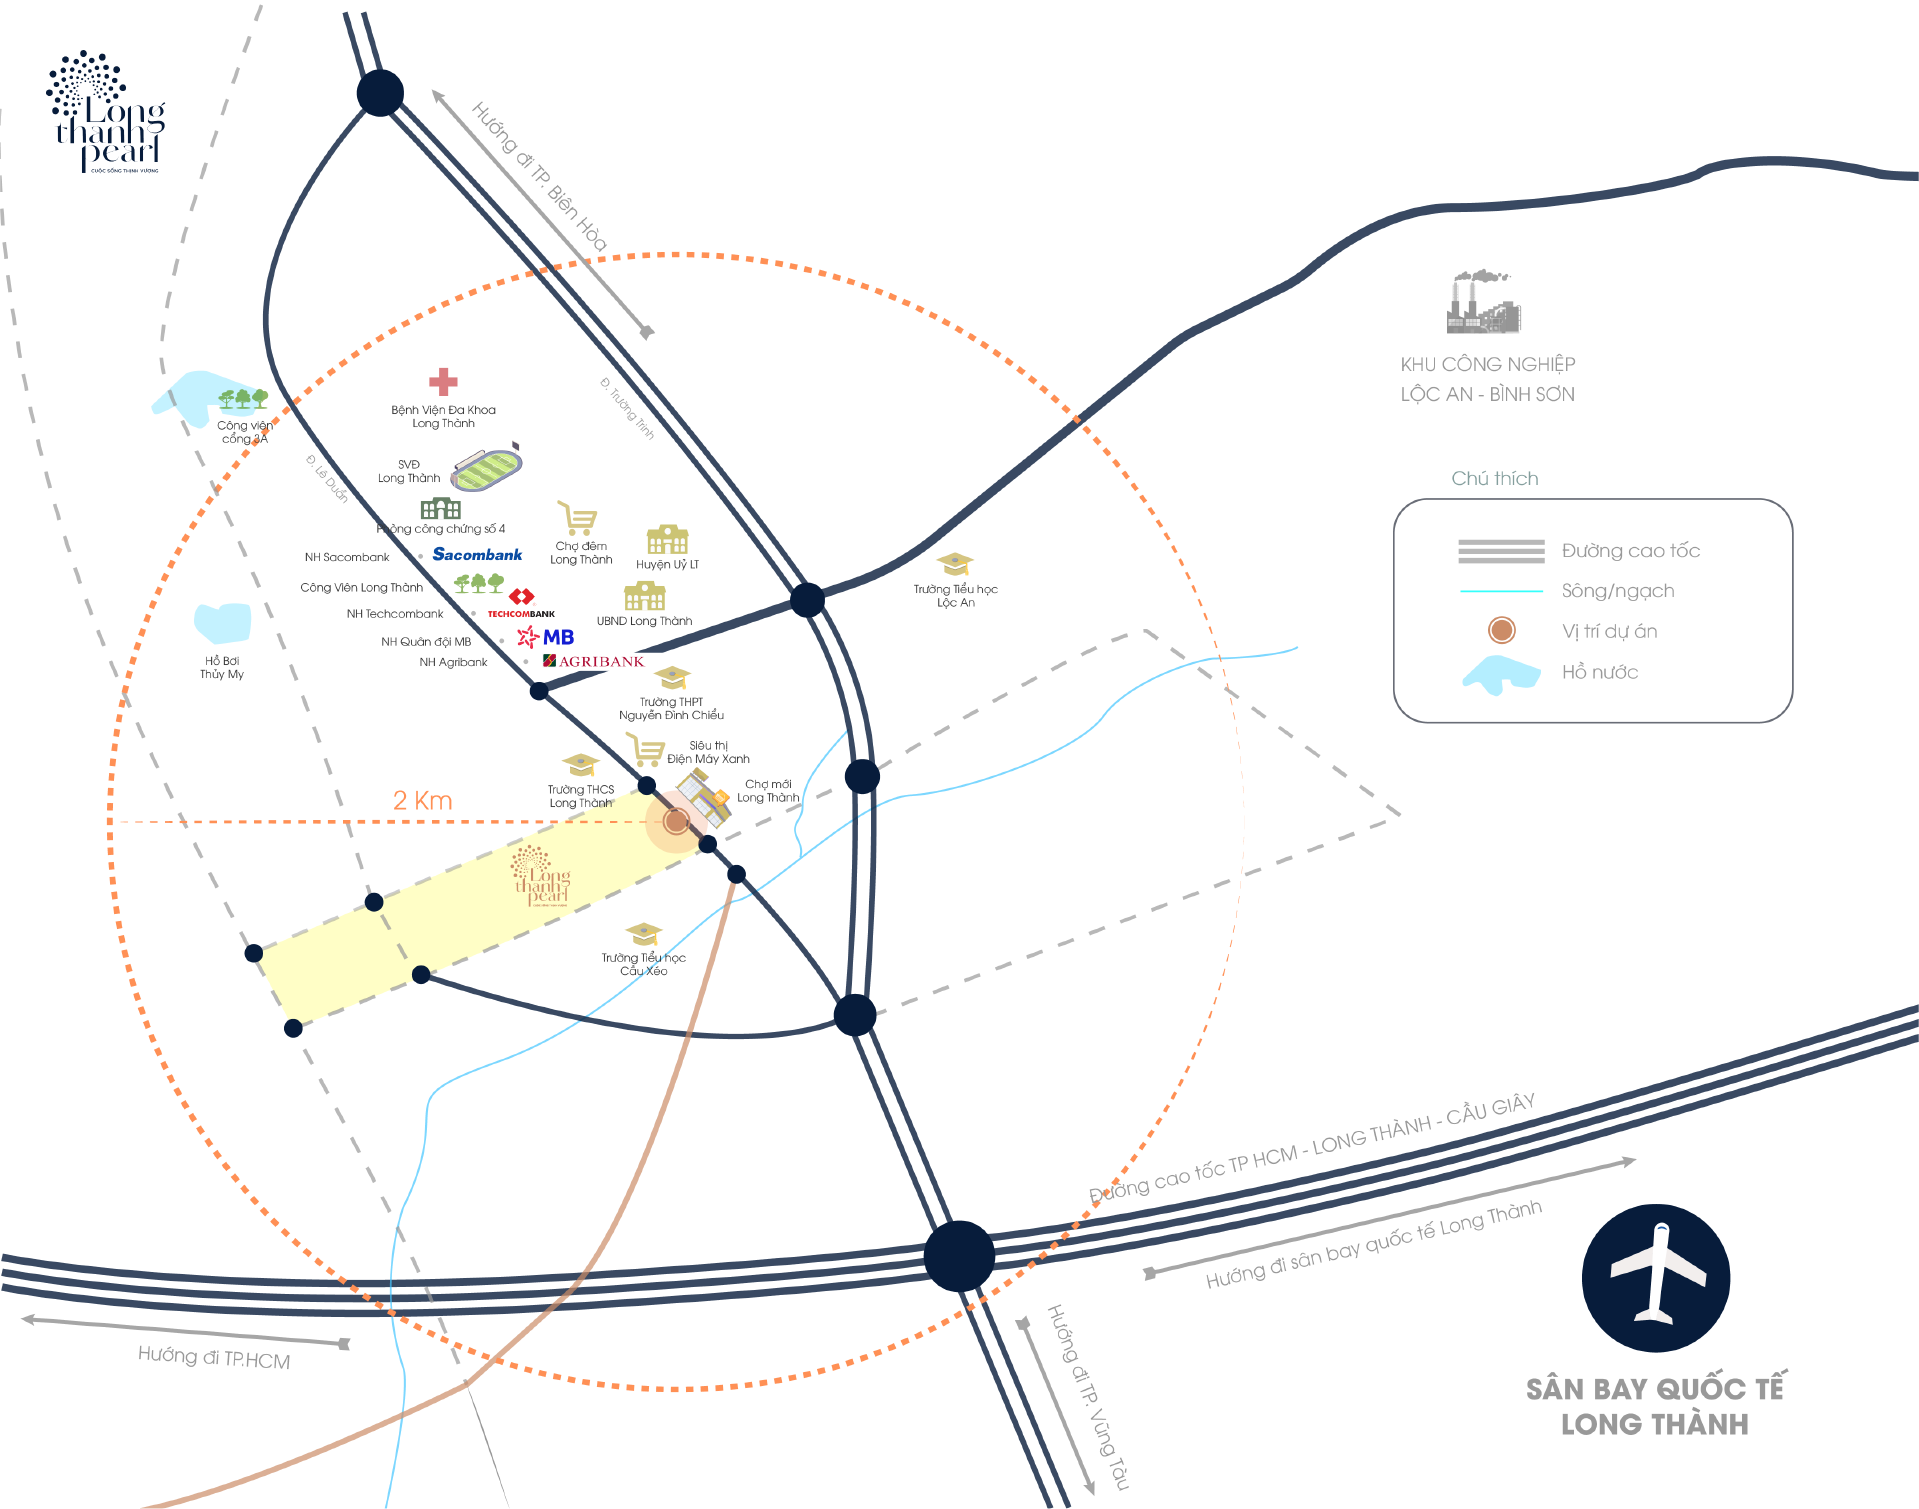 Long
thanh
pearl
CUỘC SỐNG THỊNH VƯỢNG
Hướng đi TP. Biên Hòa
KHU CÔNG NGHIỆP
LỘC AN - BÌNH SƠN
Đ. Trường Trinh
Bệnh Viện Đa Khoa
Long Thành
Công viên
cổng 3A
Đ. Lê Duẩn
SVĐ
Long Thành
Phòng công chứng số 4
Chợ đêm
Long Thành
Huyện Uỷ LT
NH Sacombank
Sacombank
Công Viên Long Thành
NH Techcombank
TECHCOMBANK
UBND Long Thành
NH Quân đội MB
MB
NH Agribank
AGRIBANK
Trường Tiểu học
Lộc An
Hồ Bơi
Thủy My
Trường THPT
Nguyễn Đình Chiểu
Siêu thị
Điện Máy Xanh
Trường THCS
Long Thành
Chợ mới
Long Thành
2 Km
Long
thanh
pearl
Trường Tiểu học
Cầu Xéo
Chú thích
Đường cao tốc
Sông/ngạch
Vị trí dự án
Hồ nước
Đường cao tốc TP HCM - LONG THÀNH - CẦU GIÂY
Hướng đi sân bay quốc tế Long Thành
Hướng đi TP.HCM
Hướng đi TP. Vũng Tàu
SÂN BAY QUỐC TẾ
LONG THÀNH